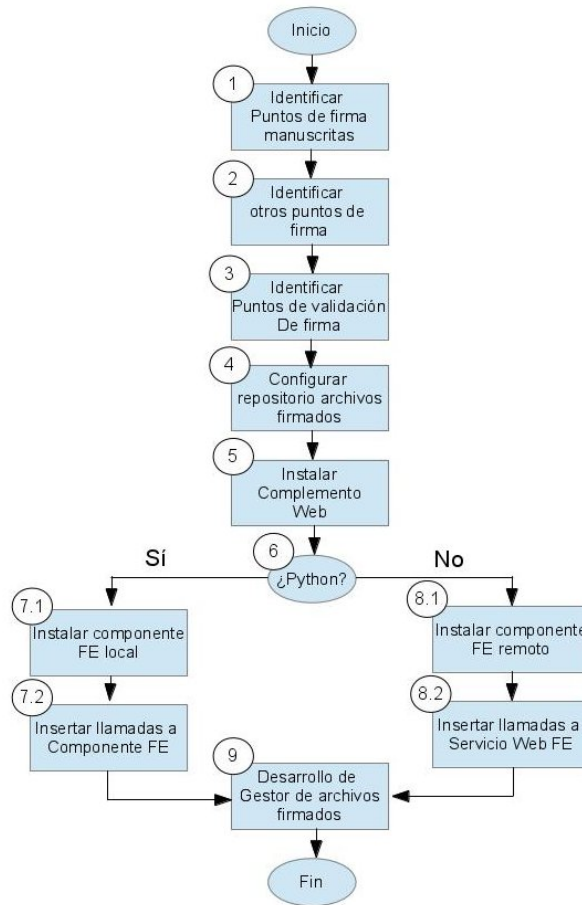 Inicio
1
Identificar
Puntos de firma
manuscritas
2
Identificar
otros puntos de
firma
3
Identificar
Puntos de validación
De firma
4
Configurar
repositorio archivos
firmados
5
Instalar
Complemento
Web
6
¿Python?
Sí
No
7.1
Instalar componente
FE local
8.1
Instalar componente
FE remoto
7.2
Insertar llamadas a
Componente FE
8.2
Insertar llamadas a
Servicio Web FE
9
Desarrollo de
Gestor de archivos
firmados
Fin